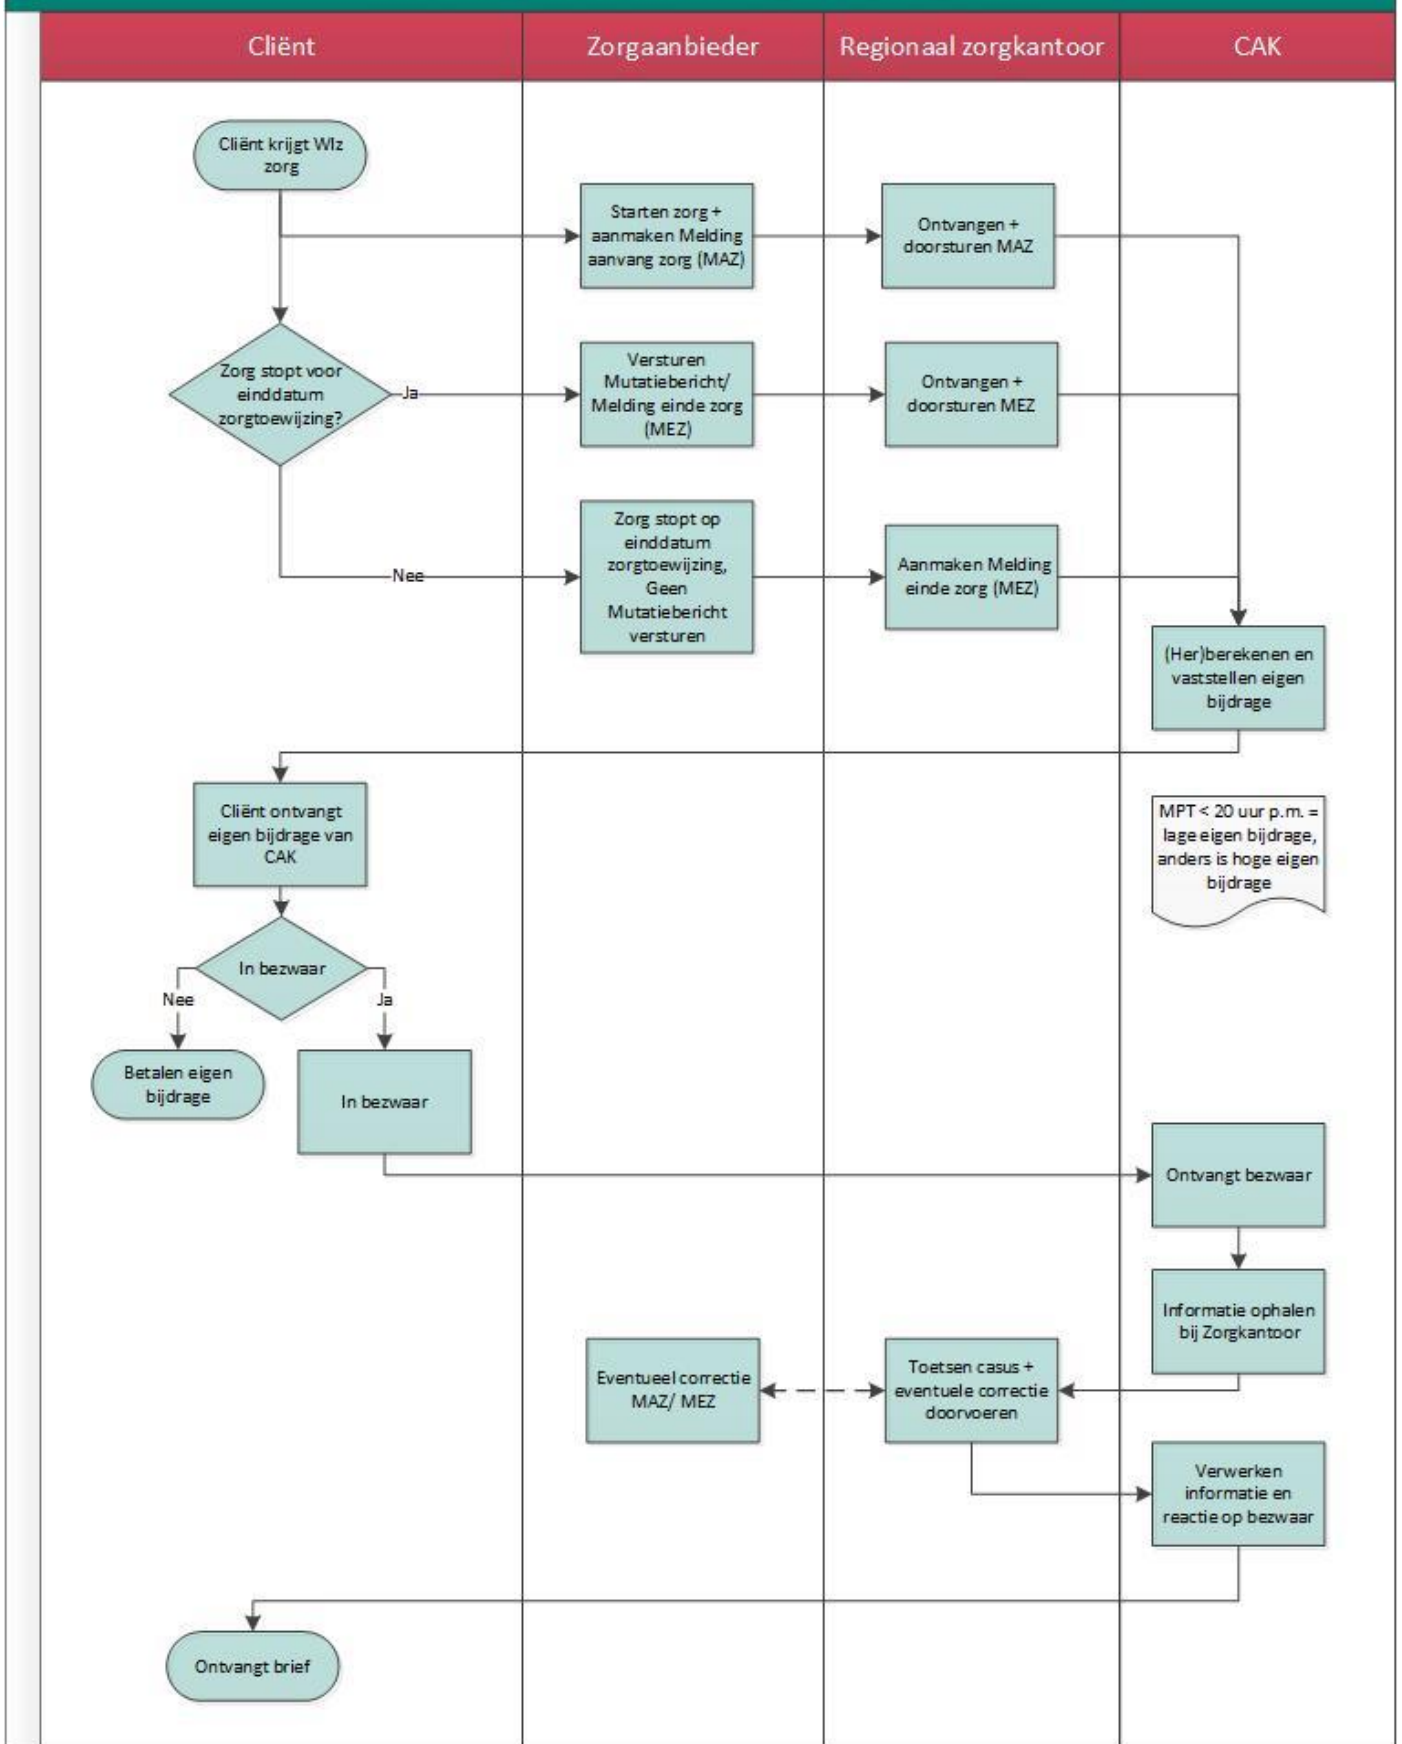 Cliënt
Zorgaanbieder
Regionaal zorgkantoor
CAK
Cliënt krijgt Wlz
zorg
Starten zorg +
aanmaken Melding
aanvang zorg (MAZ)
Ontvangen +
doorsturen MAZ
Zorg stopt voor
einddatum
zorgtoewijzing?
Ja
Versturen
Mutatiebericht/
Melding einde zorg
(MEZ)
Ontvangen +
doorsturen MEZ
Nee
Zorg stopt op
einddatum
zorgtoewijzing,
Geen
Mutatiebericht
versturen
Aanmaken Melding
einde zorg (MEZ)
(Her)berekenen en
vaststellen eigen
bijdrage
Cliënt ontvangt
eigen bijdrage van
CAK
MPT < 20 uur p.m. =
lage eigen bijdrage,
anders is hoge eigen
bijdrage
In bezwaar
Nee
Ja
Betalen eigen
bijdrage
In bezwaar
Ontvangt bezwaar
Informatie ophalen
bij Zorgkantoor
Eventueel correctie
MAZ/ MEZ
Toetsen casus +
eventuele correctie
doorvoeren
Verwerken
informatie en
reactie op bezwaar
Ontvangt brief